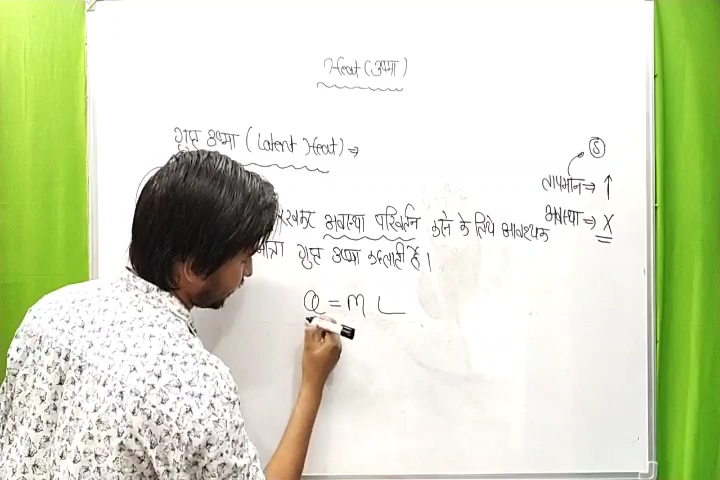 Heat (ऊष्मा)
गुप्त ऊष्मा (Latent Heat) ⇒
S
तापमान ⇒ ↑
अवस्था ⇒ X
अवस्था परिवर्तन करने के लिये आवश्यक
गुप्त ऊष्मा कहलाती है।
Q = m L